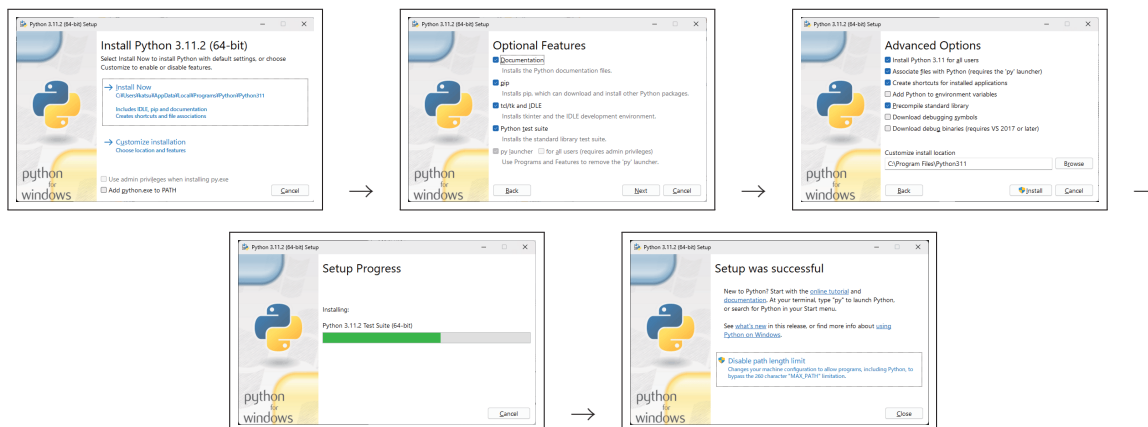 Python 3.11.2 (64-bit) Setup
Install Python 3.11.2 (64-bit)
Select Install Now to install Python with default settings, or choose
Customize to enable or disable features.
→ Install Now
C:¥Users¥katsu¥AppData¥Local¥Programs¥Python¥Python311
Includes IDLE, pip and documentation
Creates shortcuts and file associations
→ Customize installation
Choose location and features
Use admin privileges when installing py.exe
Add python.exe to PATH
Cancel
python
for
windows
→
Python 3.11.2 (64-bit) Setup
Optional Features
Documentation
Installs the Python documentation files.
pip
Installs pip, which can download and install other Python packages.
tcl/tk and IDLE
Installs tkinter and the IDLE development environment.
Python test suite
Installs the standard library test suite.
py launcher for all users (requires admin privileges)
Use Programs and Features to remove the 'py' launcher.
Back
Next
Cancel
python
for
windows
→
Python 3.11.2 (64-bit) Setup
Advanced Options
Install Python 3.11 for all users
Associate files with Python (requires the 'py' launcher)
Create shortcuts for installed applications
Add Python to environment variables
Precompile standard library
Download debugging symbols
Download debug binaries (requires VS 2017 or later)
Customize install location
C:\Program Files\Python311
Browse
Back
Install
Cancel
python
for
windows
Python 3.11.2 (64-bit) Setup
Setup Progress
Installing:
Python 3.11.2 Test Suite (64-bit)
Cancel
python
for
windows
→
Python 3.11.2 (64-bit) Setup
Setup was successful
New to Python? Start with the online tutorial and
documentation. At your terminal, type "py" to launch Python,
or search for Python in your Start menu.
See what's new in this release, or find more info about using
Python on Windows.
Disable path length limit
Changes your machine configuration to allow programs, including Python, to
bypass the 260 character "MAX_PATH" limitation.
Close
python
for
windows